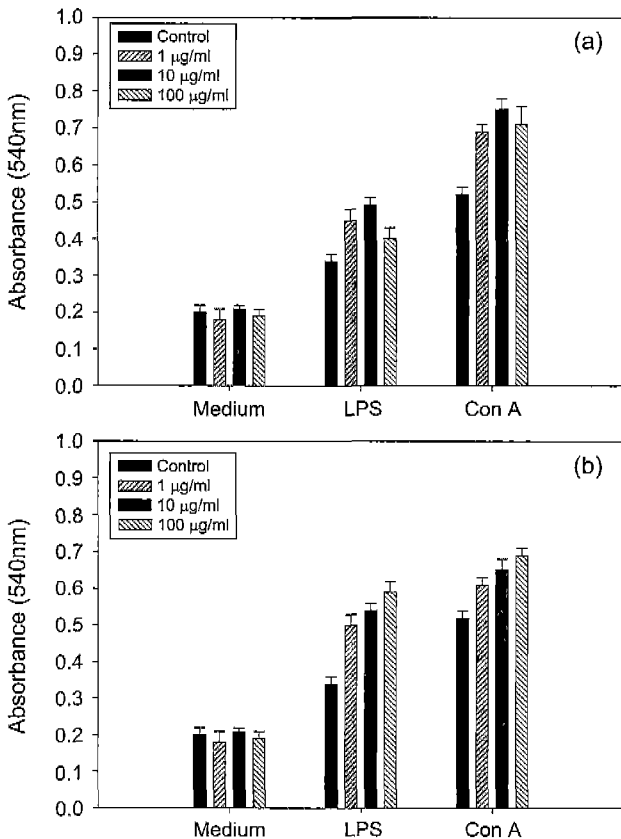 (a)
Control
1 μg/ml
10 μg/ml
100 μg/ml
Absorbance (540nm)
1.0
0.9
0.8
0.7
0.6
0.5
0.4
0.3
0.2
0.1
0.0
Medium LPS Con A
(b)
Control
1 μg/ml
10 μg/ml
100 μg/ml
Absorbance (540nm)
1.0
0.9
0.8
0.7
0.6
0.5
0.4
0.3
0.2
0.1
0.0
Medium LPS Con A